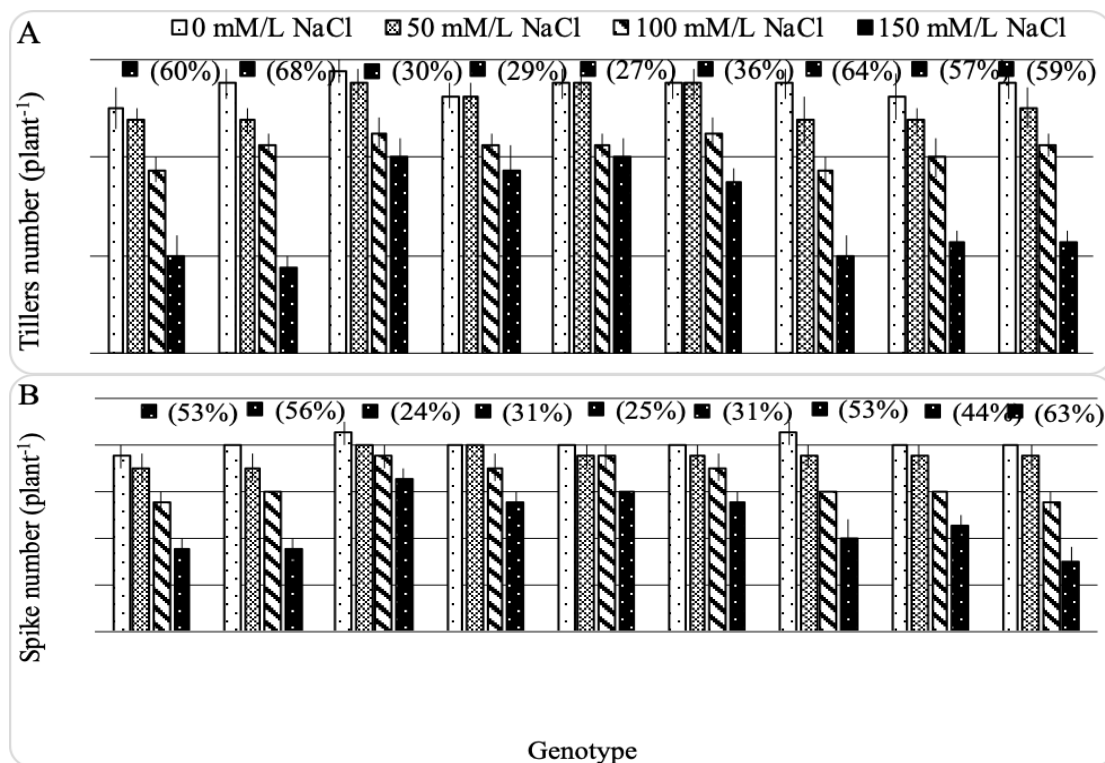 A
0 mM/L NaCl 50 mM/L NaCl 100 mM/L NaCl 150 mM/L NaCl
(60%) (68%) (30%) (29%) (27%) (36%) (64%) (57%) (59%)
Tillers number (plant⁻¹)
B
(53%) (56%) (24%) (31%) (25%) (31%) (53%) (44%) (63%)
Spike number (plant⁻¹)
Genotype